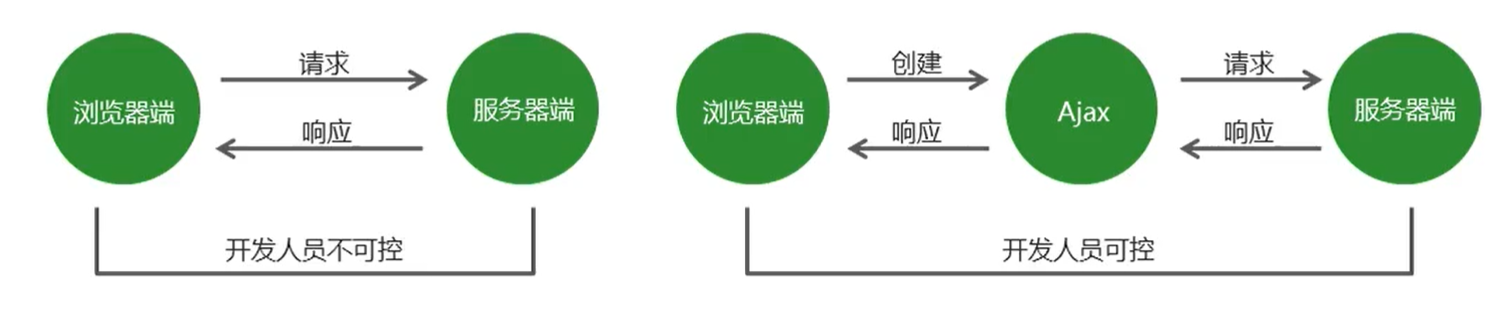 请求
浏览器端
服务器端
响应
开发人员不可控
创建
请求
浏览器端
Ajax
服务器端
响应
响应
开发人员可控